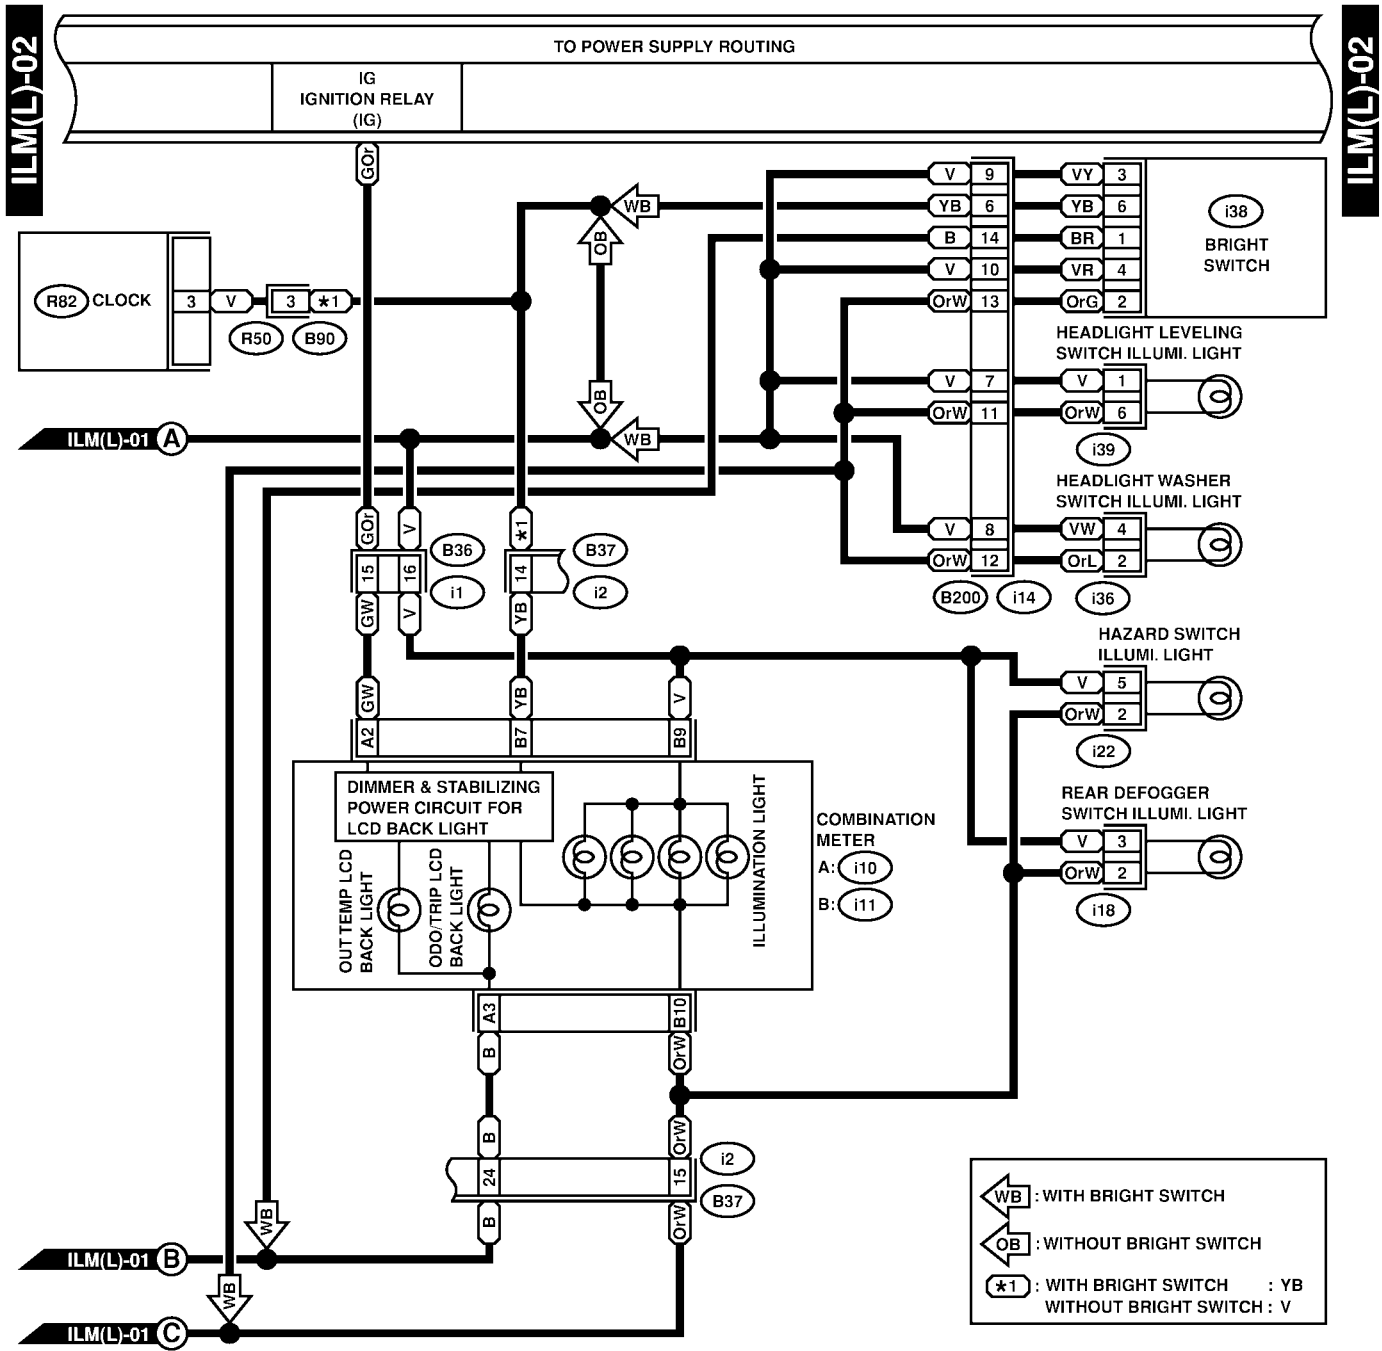 ILM(L)-02
ILM(L)-02
TO POWER SUPPLY ROUTING
IG
IGNITION RELAY
(IG)
GOr
V 9 VY 3
WB YB 6 YB 6
i38
OB B 14 BR 1
BRIGHT
SWITCH
V 10 VR 4
R82 CLOCK 3 V 3 *1
OrW 13 OrG 2
R50 B90
HEADLIGHT LEVELING
SWITCH ILLUMI. LIGHT
V 7 V 1
OB
OrW 11 OrW 6
ILM(L)-01 A
WB
i39
HEADLIGHT WASHER
SWITCH ILLUMI. LIGHT
GOr V *1
V 8 VW 4
B36 B37
15 16 14
OrW 12 OrL 2
i1 i2
B200 i14 i36
GW V YB
HAZARD SWITCH
ILLUMI. LIGHT
GW YB V
V 5
OrW 2
A2 B7 B9
i22
DIMMER & STABILIZING
POWER CIRCUIT FOR
LCD BACK LIGHT
REAR DEFOGGER
SWITCH ILLUMI. LIGHT
COMBINATION
METER
V 3
A: i10
OrW 2
B: i11
i18
OUT TEMP LCD
BACK LIGHT
ODO/TRIP LCD
BACK LIGHT
ILLUMINATION LIGHT
A3 B10
B OrW
B OrW
i2
24 15
B37
B OrW
WB
WB : WITH BRIGHT SWITCH
OB : WITHOUT BRIGHT SWITCH
ILM(L)-01 B
*1 : WITH BRIGHT SWITCH : YB
WITHOUT BRIGHT SWITCH : V
WB
ILM(L)-01 C